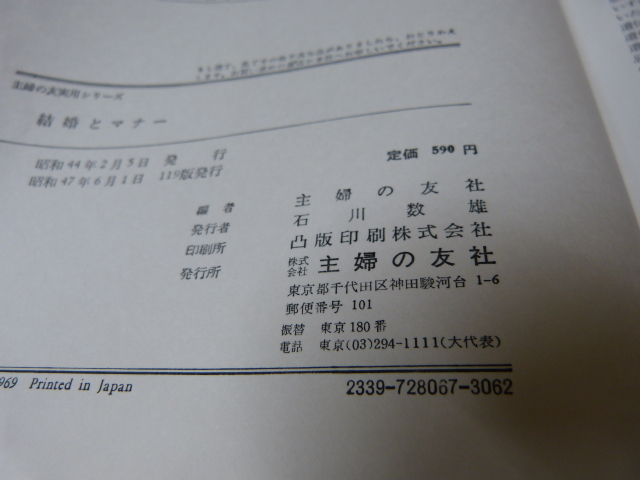 主婦の友実用シリーズ
結婚とマナー
昭和44年2月5日 発 行
昭和47年6月1日 119版発行
定価 590 円
編 者 主 婦 の 友 社
発行者 石 川 数 雄
印刷所 凸版印刷株式会社
発行所 株式会社 主婦の友社
東京都千代田区神田駿河台 1-6
郵便番号 101
振替 東京 180 番
電話 東京(03)294-1111(大代表)
969 Printed in Japan
2339-728067-3062